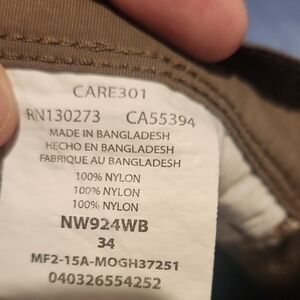 CARE301
RN130273 CA55394
MADE IN BANGLADESH
HECHO EN BANGLADESH
FABRIQUE AU BANGLADESH
100% NYLON
100% NYLON
100% NYLON
NW924WB
34
MF2-15A-MOGH37251
040326554252